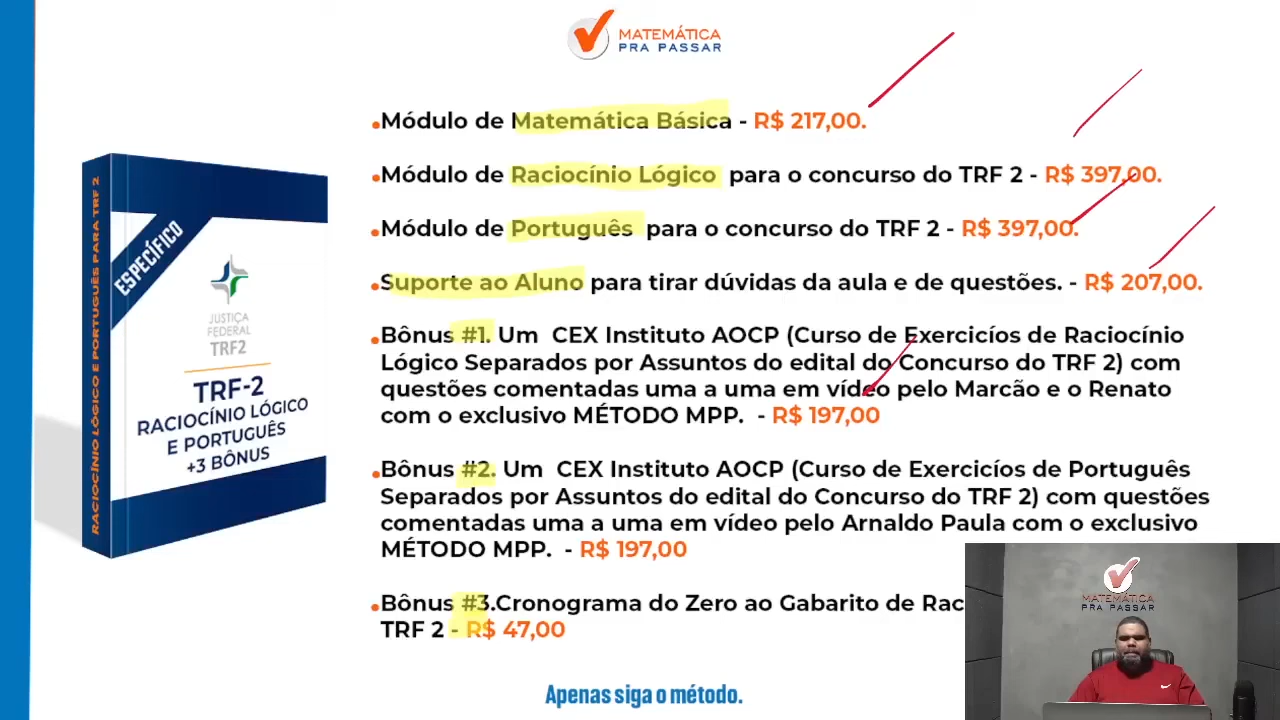 MATEMÁTICA
PRA PASSAR
•Módulo de Matemática Básica - R$ 217,00.
•Módulo de Raciocínio Lógico para o concurso do TRF 2 - R$ 397,00.
•Módulo de Português para o concurso do TRF 2 - R$ 397,00.
•Suporte ao Aluno para tirar dúvidas da aula e de questões. - R$ 207,00.
•Bônus #1. Um CEX Instituto AOCP (Curso de Exercicíos de Raciocínio
Lógico Separados por Assuntos do edital do Concurso do TRF 2) com
questões comentadas uma a uma em vídeo pelo Marcão e o Renato
com o exclusivo MÉTODO MPP. - R$ 197,00
•Bônus #2. Um CEX Instituto AOCP (Curso de Exercicíos de Português
Separados por Assuntos do edital do Concurso do TRF 2) com questões
comentadas uma a uma em vídeo pelo Arnaldo Paula com o exclusivo
MÉTODO MPP. - R$ 197,00
•Bônus #3.Cronograma do Zero ao Gabarito de Rac
TRF 2 - R$ 47,00
Apenas siga o método.
RACIOCÍNIO LÓGICO E PORTUGUÊS PARA TRF 2
ESPECÍFICO
JUSTIÇA
FEDERAL
TRF2
TRF-2
RACIOCÍNIO LÓGICO
E PORTUGUÊS
+3 BÔNUS
MATEMÁTICA
PRA PASSAR